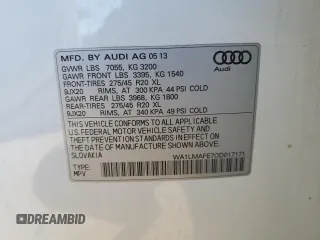 MFD. BY AUDI AG 05 13
GVWR LBS 7055, KG 3200
GAWR FRONT LBS 3395, KG 1540
FRONT-TIRES 275/45 R20 XL
9JX20 RIMS, AT 300 KPA 44 PSI COLD
GAWR REAR LBS 3968, KG 1800
REAR-TIRES 275/45 R20 XL
9JX20 RIMS, AT 340 KPA 49 PSI COLD
Audi
THIS VEHICLE CONFORMS TO ALL APPLICABLE
U.S. FEDERAL MOTOR VEHICLE SAFETY AND
THEFT PREVENTION STANDARDS IN EFFECT
ON THE DATE OF MANUFACTURE SHOWN ABOVE
SLOVAKIA
WA1LMAFE7DD017171
TYPE:
MPV
DREAMBID